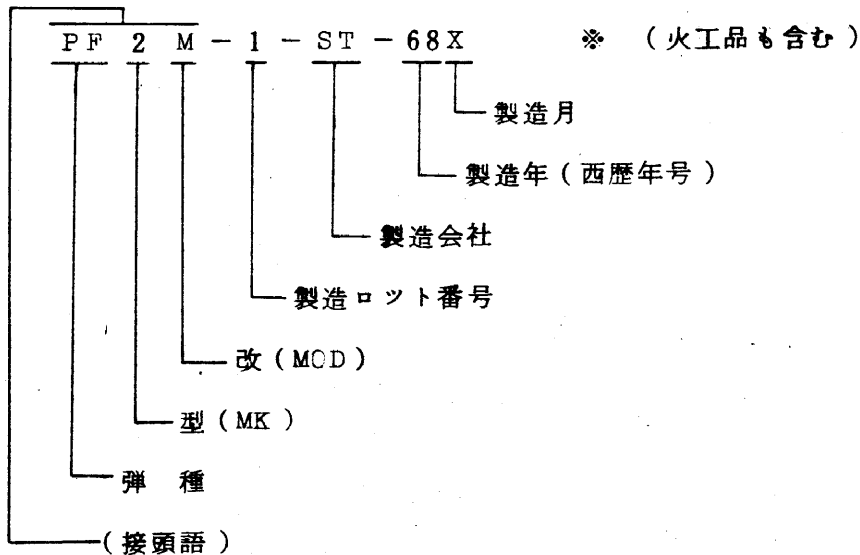 PF 2 M - 1 - ST - 68X ※ (火工品も含む)
製造月
製造年(西歴年号)
製造会社
製造ロット番号
改(MOD)
型(MK)
弾種
(接頭語)